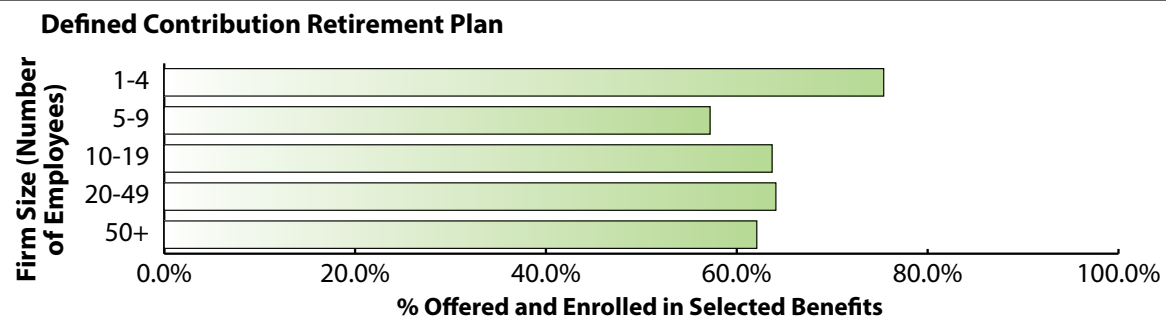 Defined Contribution Retirement Plan
Firm Size (Number
of Employees)
1-4
5-9
10-19
20-49
50+
0.0% 20.0% 40.0% 60.0% 80.0% 100.0%
% Offered and Enrolled in Selected Benefits